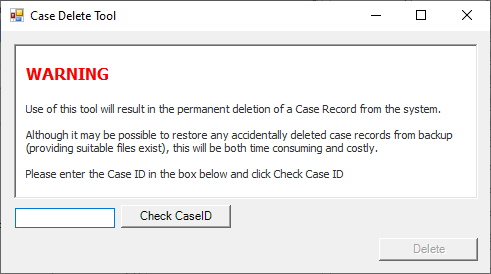 Case Delete Tool
WARNING
Use of this tool will result in the permanent deletion of a Case Record from the system.
Although it may be possible to restore any accidentally deleted case records from backup
(providing suitable files exist), this will be both time consuming and costly.
Please enter the Case ID in the box below and click Check Case ID
Check CaseID
Delete